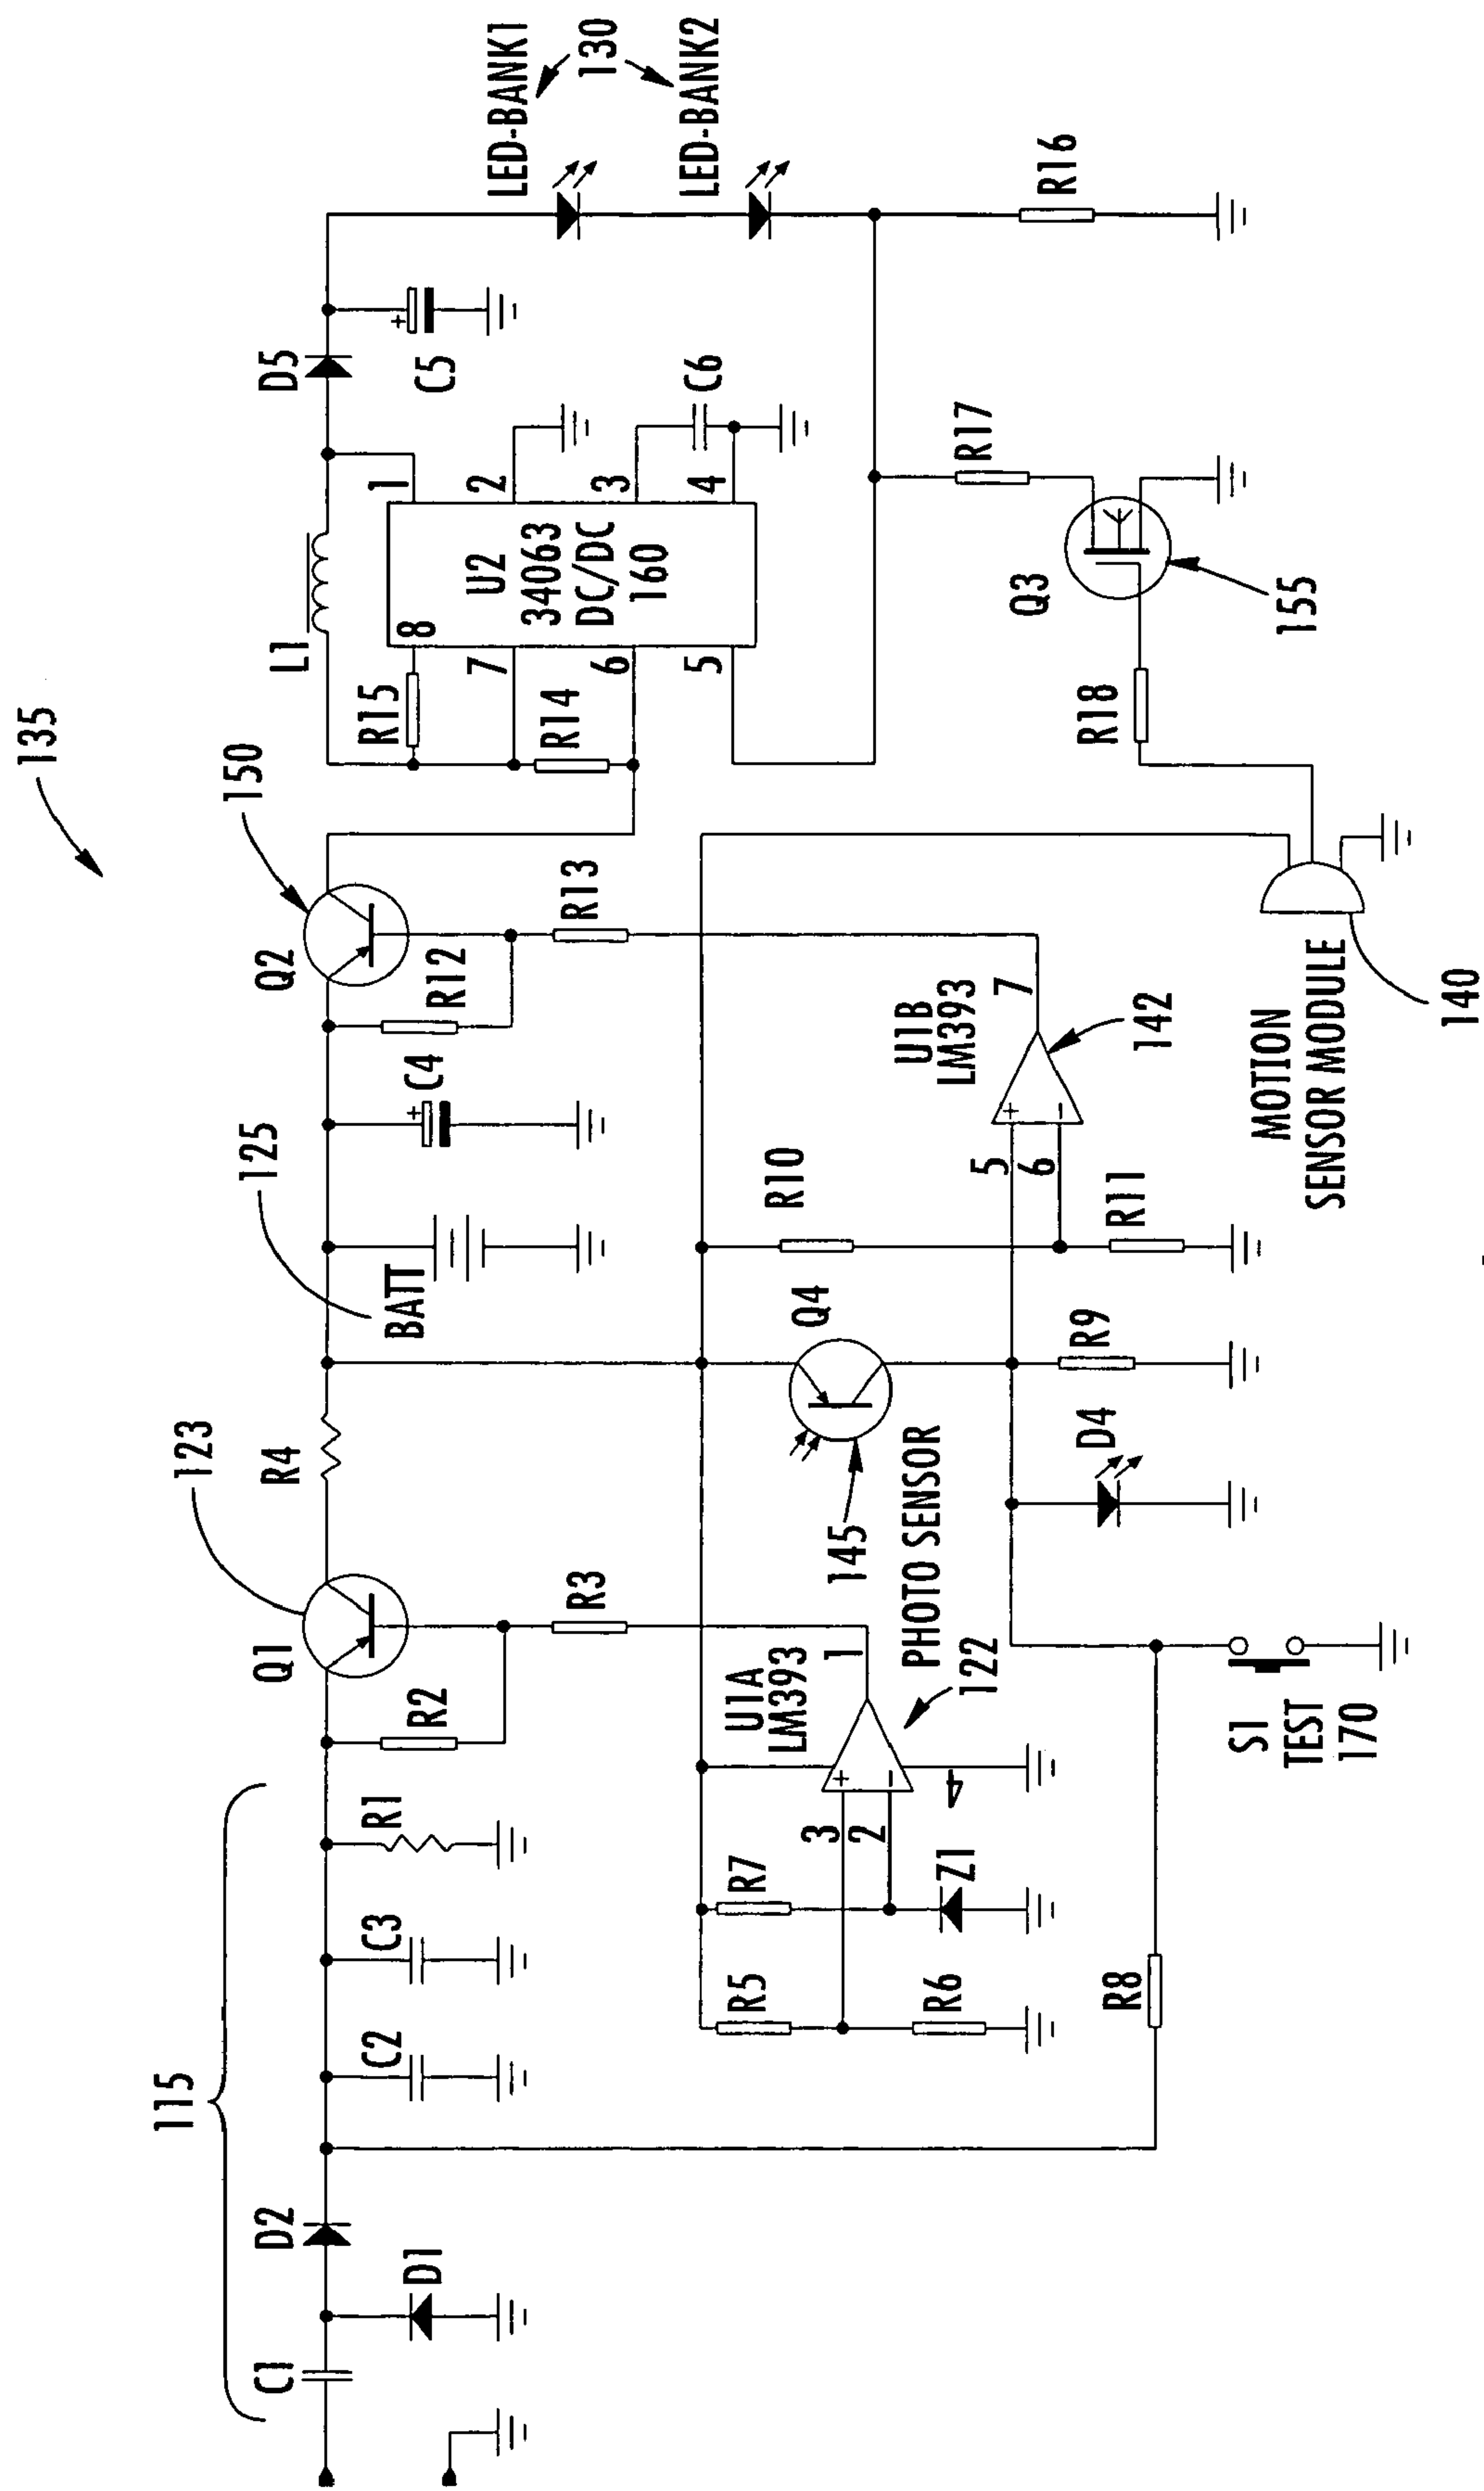 135
115
C1
D1
D2
C2
C3
R1
R2
Q1
123
R3
R4
125
BATT
C4
R12
Q2
150
R13
L1
R15
R14
8
7
6
5
U2
34063
DC/DC
160
1
2
3
4
D5
C5
+
C6
LED-BANK1
130
LED-BANK2
R16
R17
Q3
155
R18
R5
R6
R7
Z1
3
2
+
−
4
1
U1A
LM393
122
PHOTO SENSOR
145
Q4
R10
R11
R9
D4
5
6
+
−
7
U1B
LM393
142
MOTION
SENSOR MODULE
140
R8
S1
TEST
170
+